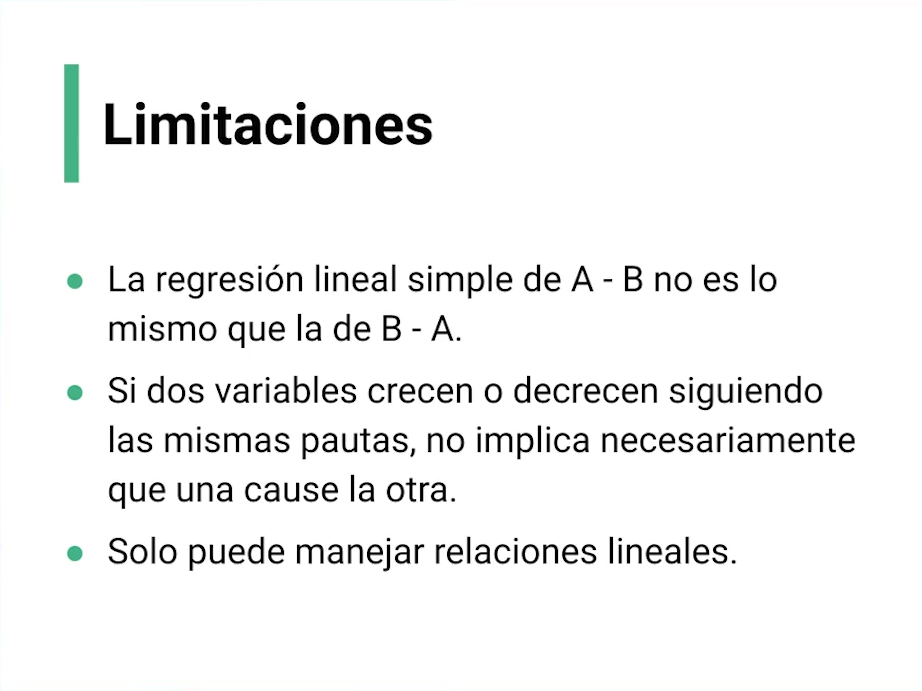 Limitaciones
● La regresión lineal simple de A - B no es lo
mismo que la de B - A.
● Si dos variables crecen o decrecen siguiendo
las mismas pautas, no implica necesariamente
que una cause la otra.
● Solo puede manejar relaciones lineales.